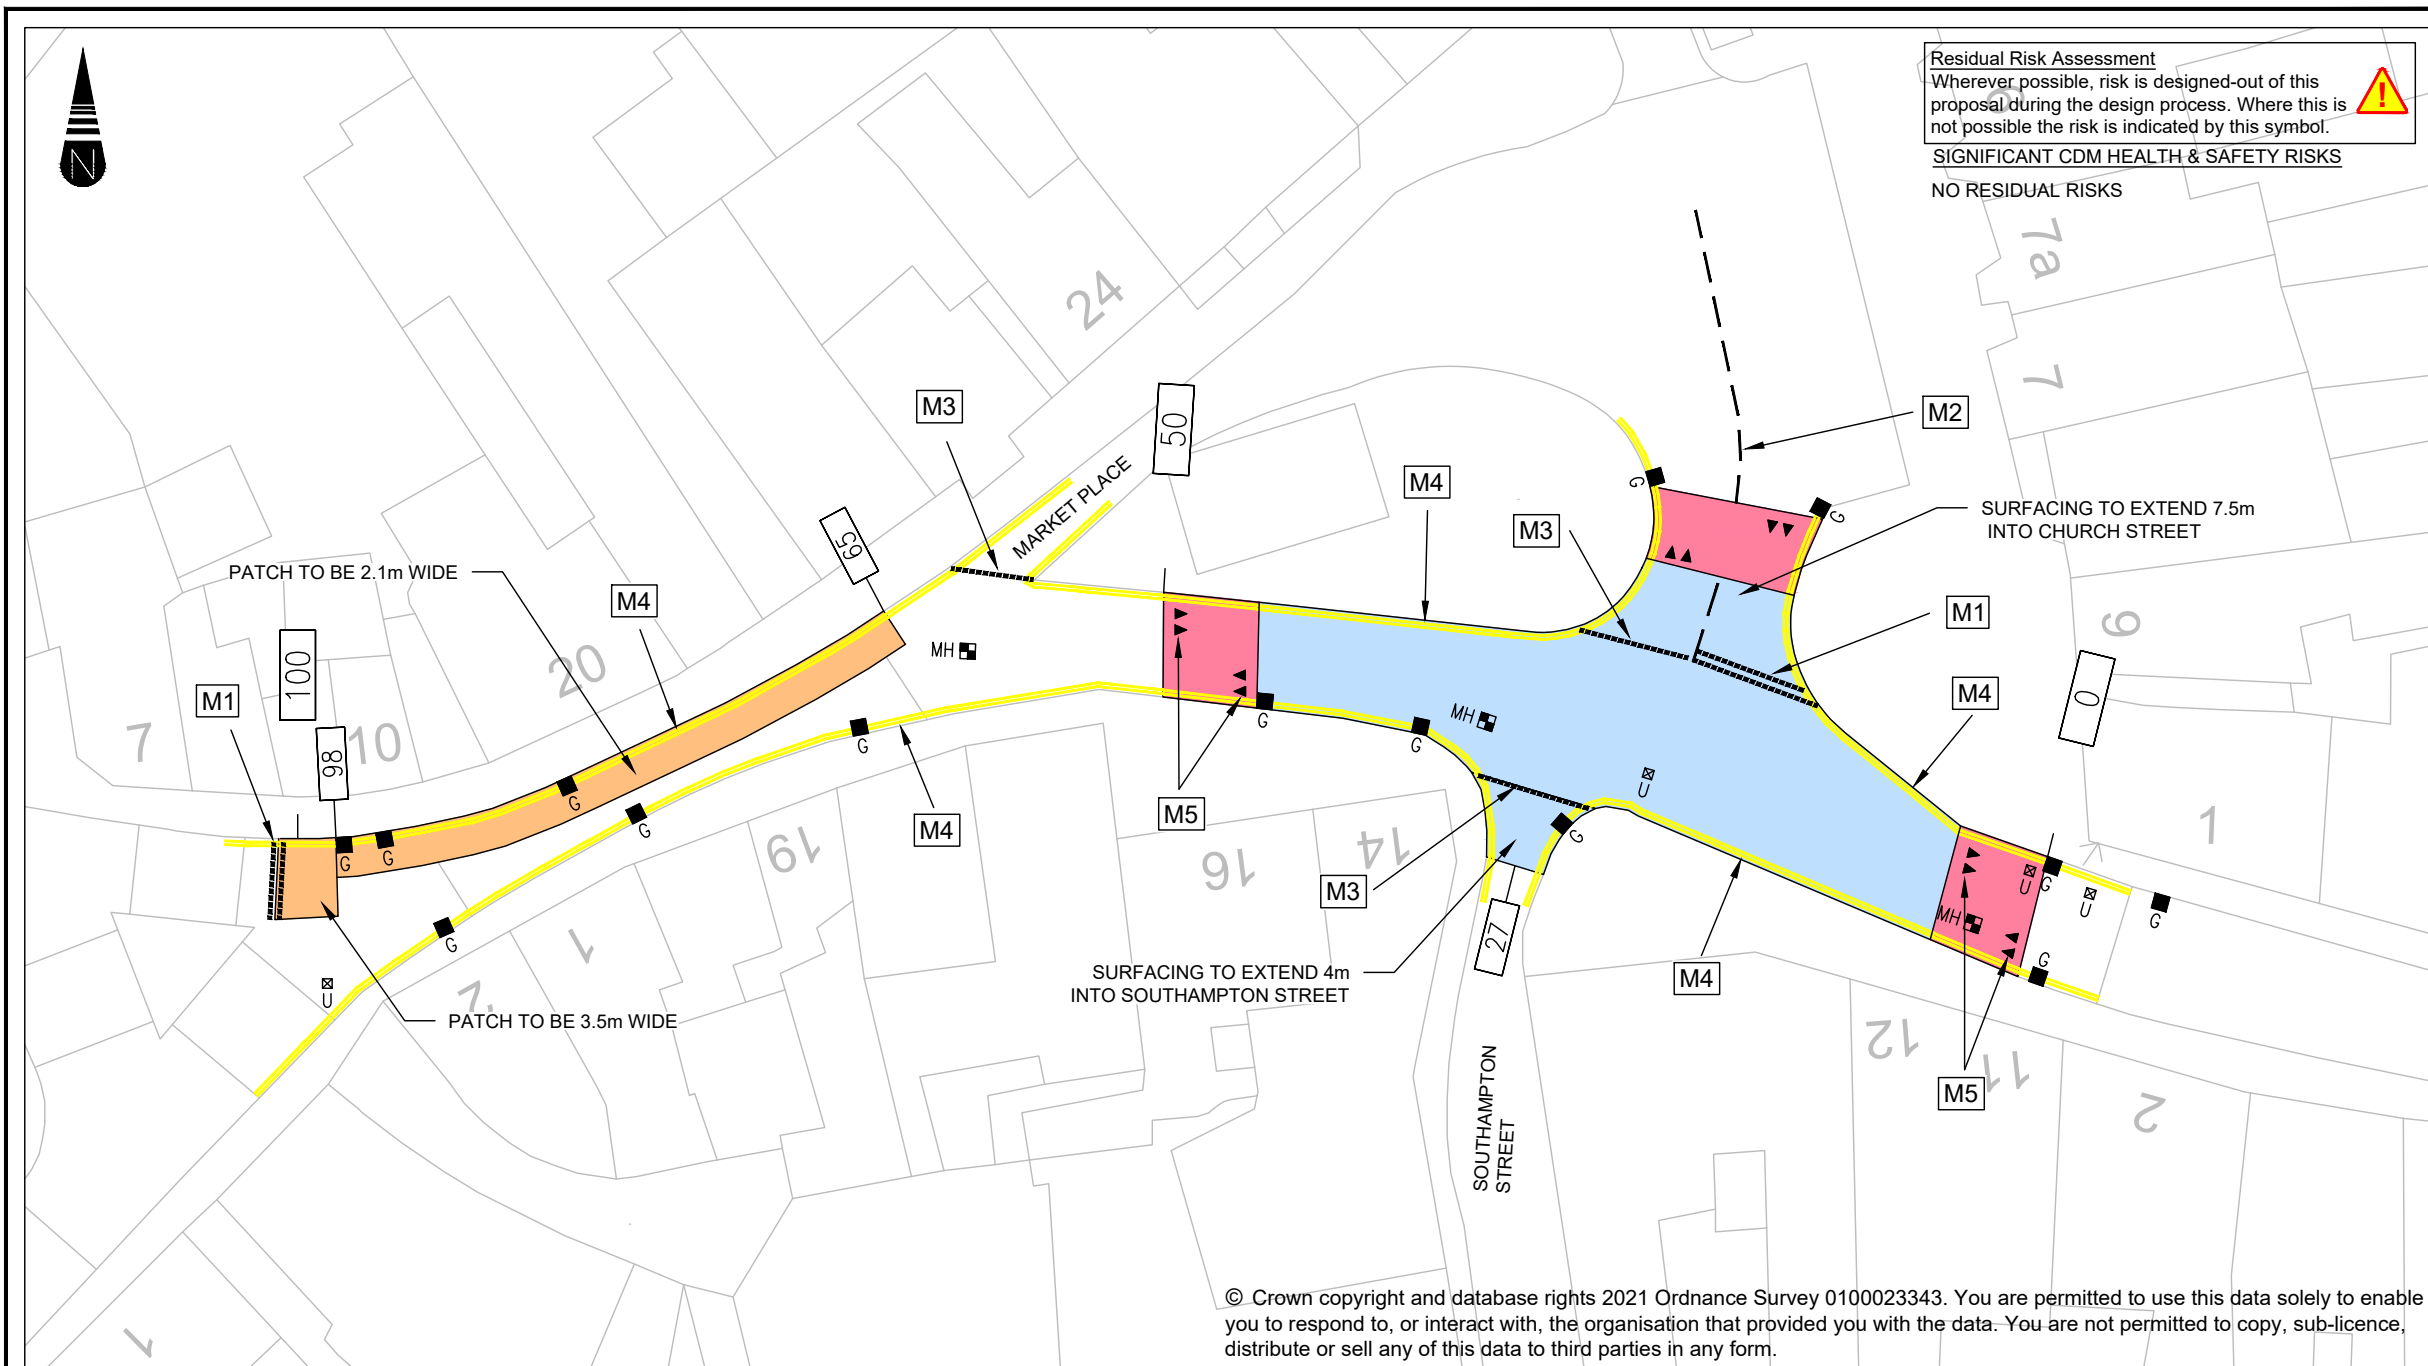 Residual Risk Assessment
Wherever possible, risk is designed-out of this
proposal during the design process. Where this is
not possible the risk is indicated by this symbol.
!
SIGNIFICANT CDM HEALTH & SAFETY RISKS
NO RESIDUAL RISKS
N
6
7a
7
9
1
24
M3
50
MARKET PLACE
65
M4
M3
M2
SURFACING TO EXTEND 7.5m
INTO CHURCH STREET
M1
M4
0
PATCH TO BE 2.1m WIDE
M4
M1
100
98
7
10
20
MH
MH
G
G
G
G
G
G
G
G
G
G
G
G
G
G
U
U
U
U
MH
M5
M4
19
16
14
M3
27
1
2
PATCH TO BE 3.5m WIDE
SURFACING TO EXTEND 4m
INTO SOUTHAMPTON STREET
M4
M5
12
11
2
SOUTHAMPTON
STREET
1
© Crown copyright and database rights 2021 Ordnance Survey 0100023343. You are permitted to use this data solely to enable
you to respond to, or interact with, the organisation that provided you with the data. You are not permitted to copy, sub-licence,
distribute or sell any of this data to third parties in any form.